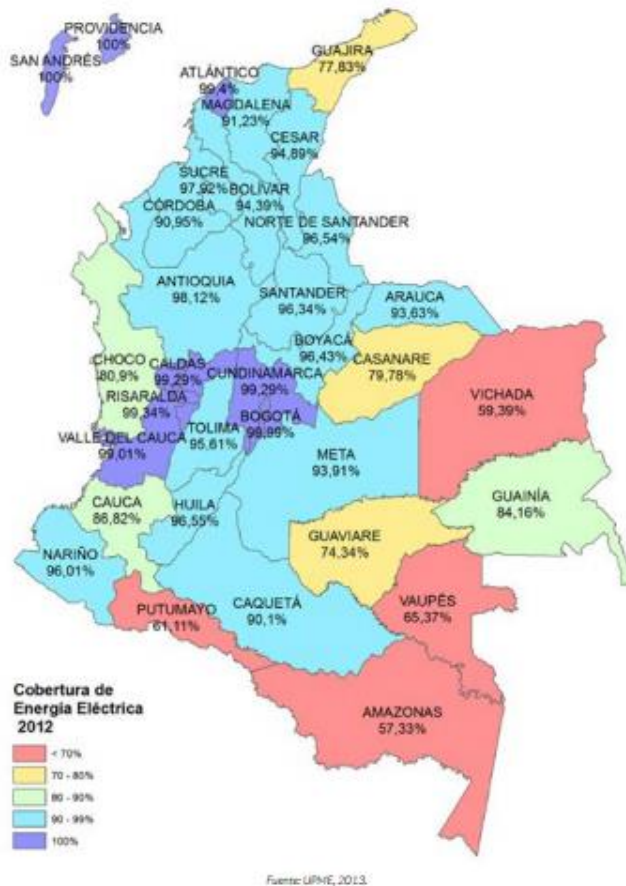 PROVIDENCIA
100%
SAN ANDRÉS
100%
GUAJIRA
77,83%
ATLÁNTICO
99,4%
MAGDALENA
91,23%
CESAR
94,89%
SUCRE
97,92%
BOLIVAR
94,39%
CÓRDOBA
90,95%
NORTE DE SANTANDER
96,54%
ANTIOQUIA
98,12%
SANTANDER
96,34%
ARAUCA
93,63%
BOYACÁ
96,43%
CHOCO
80,9%
CALDAS
99,29%
CUNDINAMARCA
99,29%
CASANARE
79,78%
RISARALDA
99,34%
BOGOTÁ
99,99%
VICHADA
59,39%
TOLIMA
95,61%
VALLE DEL CAUCA
99,01%
META
93,91%
GUAINÍA
84,16%
CAUCA
86,82%
HUILA
96,55%
GUAVIARE
74,34%
NARIÑO
96,01%
CAQUETÁ
90,1%
VAUPÉS
65,37%
PUTUMAYO
61,11%
AMAZONAS
57,33%
Cobertura de
Energía Eléctrica
2012
< 70%
70 - 80%
80 - 90%
90 - 99%
100%
Fuente: UPME, 2013.